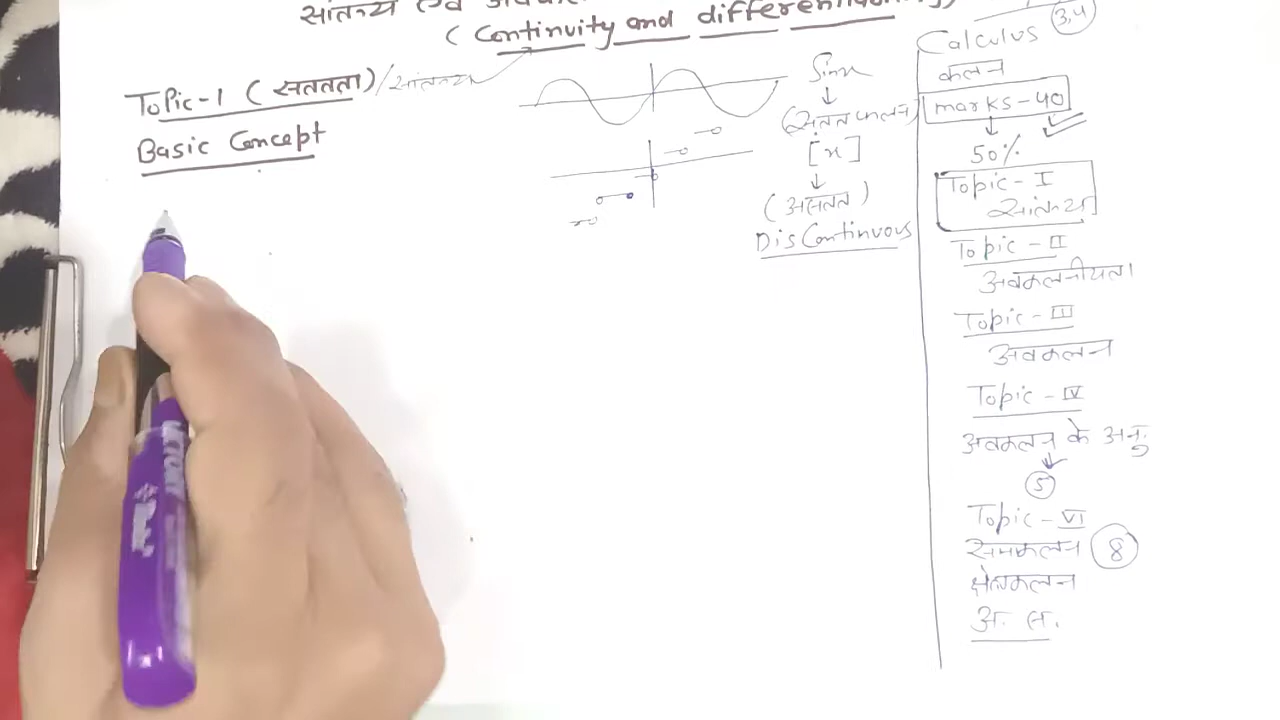 सांतत्य एवं
( Continuity and differentiability)
Topic-1 ( सततता) /सांतत्य
Basic Concept
Sinx
(सतत फलन)
[x]
(असतत)
DisContinuous
3,4
Calculus
कलन
marks-40
50%
Topic-I
सांतत्य
Topic-II
अवकलनीयता
Topic-III
अवकलन
Topic-IV
अवकलन के अनु.
5
Topic-VI
समाकलन 8
क्षेत्रकलन
अ. स.